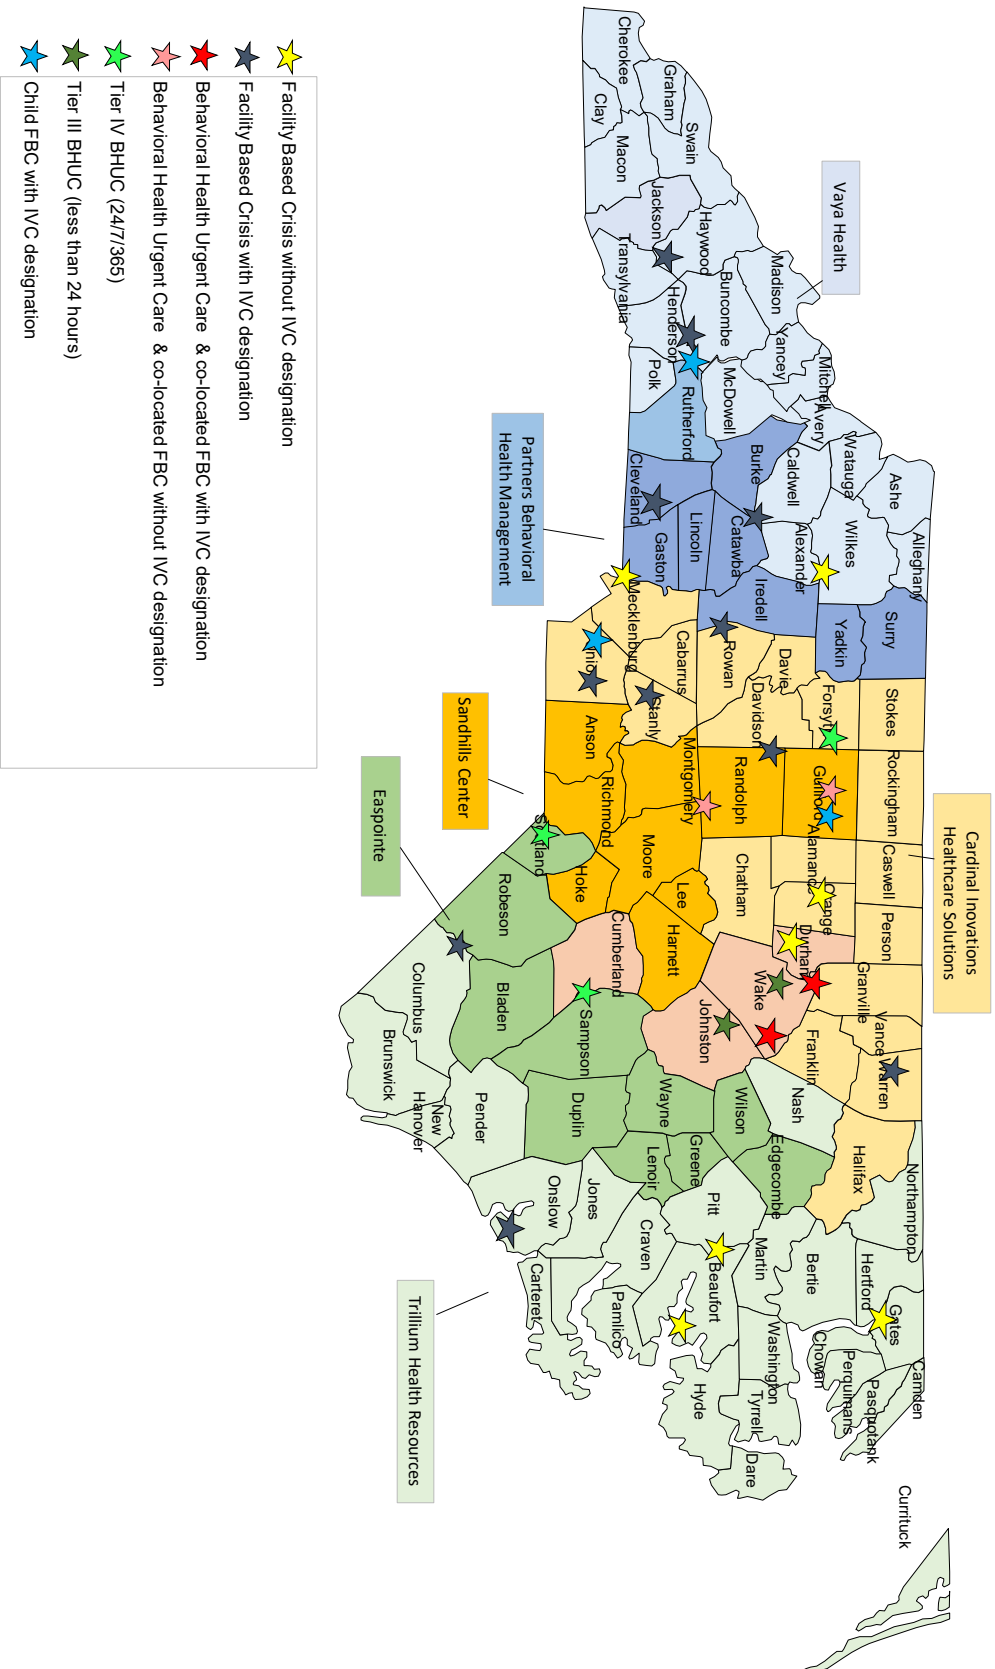 Vaya Health
Cardinal Inovations
Healthcare Solutions
Partners Behavioral
Health Management
Sandhills Center
Easpointe
Trillium Health Resources
Cherokee
Graham
Clay
Swain
Macon
Jackson
Haywood
Transylvania
Madison
Buncombe
Henderson
Yancey
Mitchell
Avery
McDowell
Polk
Rutherford
Watauga
Ashe
Alleghany
Caldwell
Burke
Wilkes
Alexander
Cleveland
Catawba
Lincoln
Gaston
Iredell
Surry
Yadkin
Mecklenburg
Rowan
Cabarrus
Davie
Stokes
Forsyth
Davidson
Stanly
Union
Anson
Rockingham
Guilford
Randolph
Montgomery
Richmond
Scotland
Caswell
Alamance
Chatham
Moore
Lee
Hoke
Robeson
Person
Orange
Durham
Wake
Harnett
Cumberland
Granville
Vance
Warren
Franklin
Johnston
Sampson
Bladen
Columbus
Brunswick
New
Hanover
Pender
Nash
Wilson
Wayne
Duplin
Halifax
Edgecombe
Greene
Lenoir
Northampton
Pitt
Jones
Onslow
Hertford
Bertie
Martin
Beaufort
Craven
Pamlico
Carteret
Gates
Chowan
Perquimans
Pasquotank
Camden
Currituck
Washington
Tyrrell
Hyde
Dare
Facility Based Crisis without IVC designation
Facility Based Crisis with IVC designation
Behavioral Health Urgent Care & co-located FBC with IVC designation
Behavioral Health Urgent Care & co-located FBC without IVC designation
Tier IV BHUC (24/7/365)
Tier III BHUC (less than 24 hours)
Child FBC with IVC designation